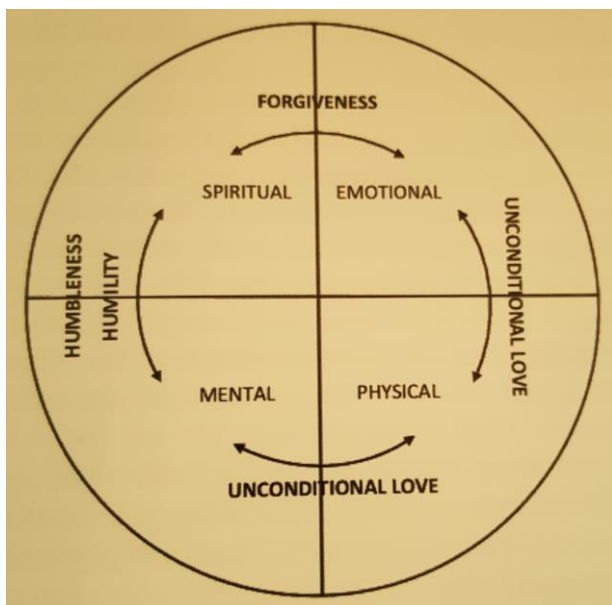 FORGIVENESS
SPIRITUAL
EMOTIONAL
HUMBLENESS
HUMILITY
UNCONDITIONAL LOVE
MENTAL
PHYSICAL
UNCONDITIONAL LOVE